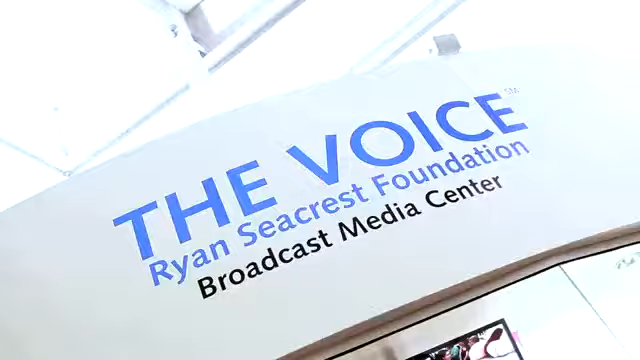 THE VOICE℠
Ryan Seacrest Foundation
Broadcast Media Center